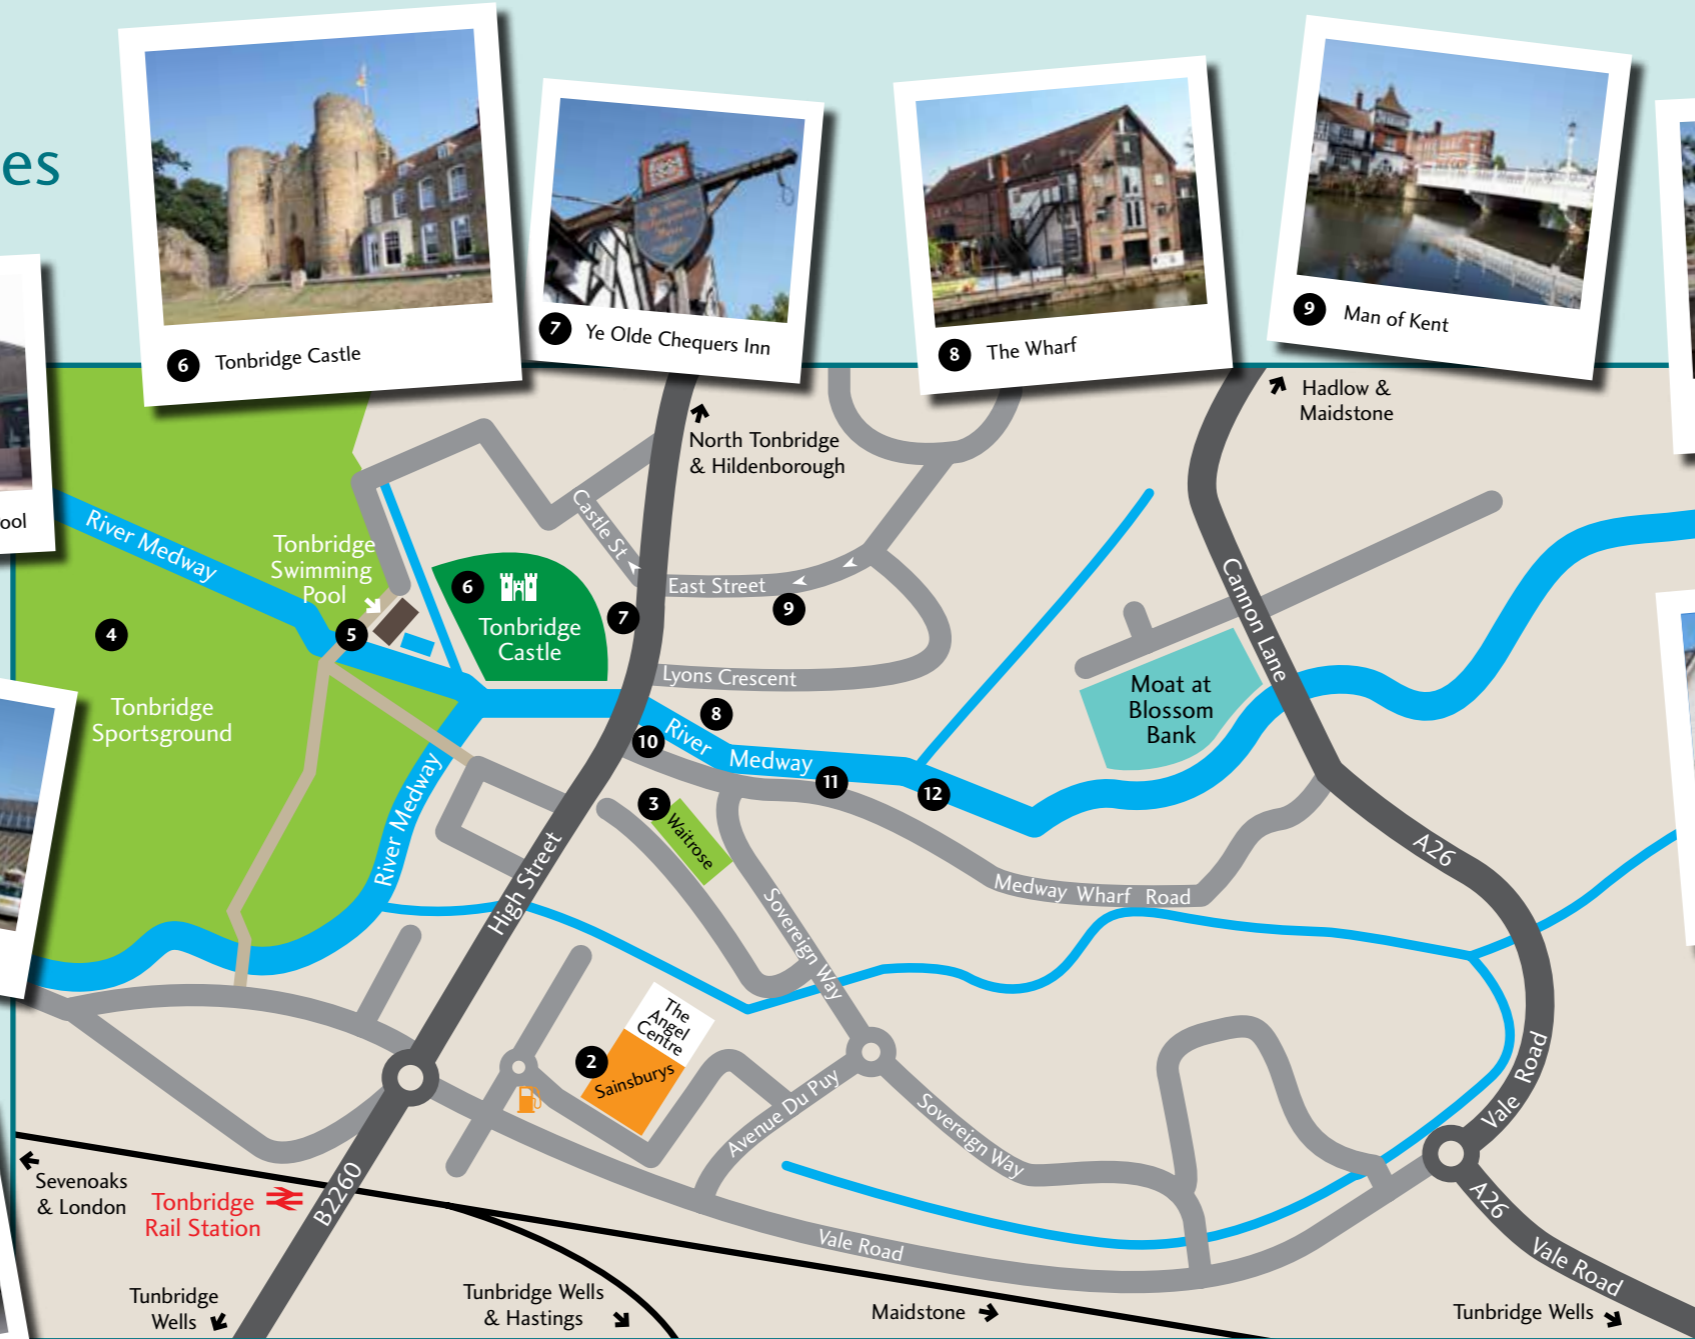 es
6 Tonbridge Castle
7 Ye Olde Chequers Inn
8 The Wharf
9 Man of Kent
ool
Hadlow &
Maidstone
North Tonbridge
& Hildenborough
River Medway
Tonbridge
Swimming
Pool
Castle St
East Street
Cannon Lane
4
5
6
7
9
Tonbridge
Castle
Tonbridge
Sportsground
Lyons Crescent
Moat at
Blossom
Bank
8
10
River Medway
11
12
River Medway
3
Waitrose
High Street
A26
Medway Wharf Road
Sovereign Way
The
Angel
Centre
2
Sainsburys
Avenue Du Puy
Sovereign Way
Vale Road
Sevenoaks
& London
Tonbridge
Rail Station
B2260
A26
Vale Road
Vale Road
Tunbridge
Wells
Tunbridge Wells
& Hastings
Maidstone
Tunbridge Wells